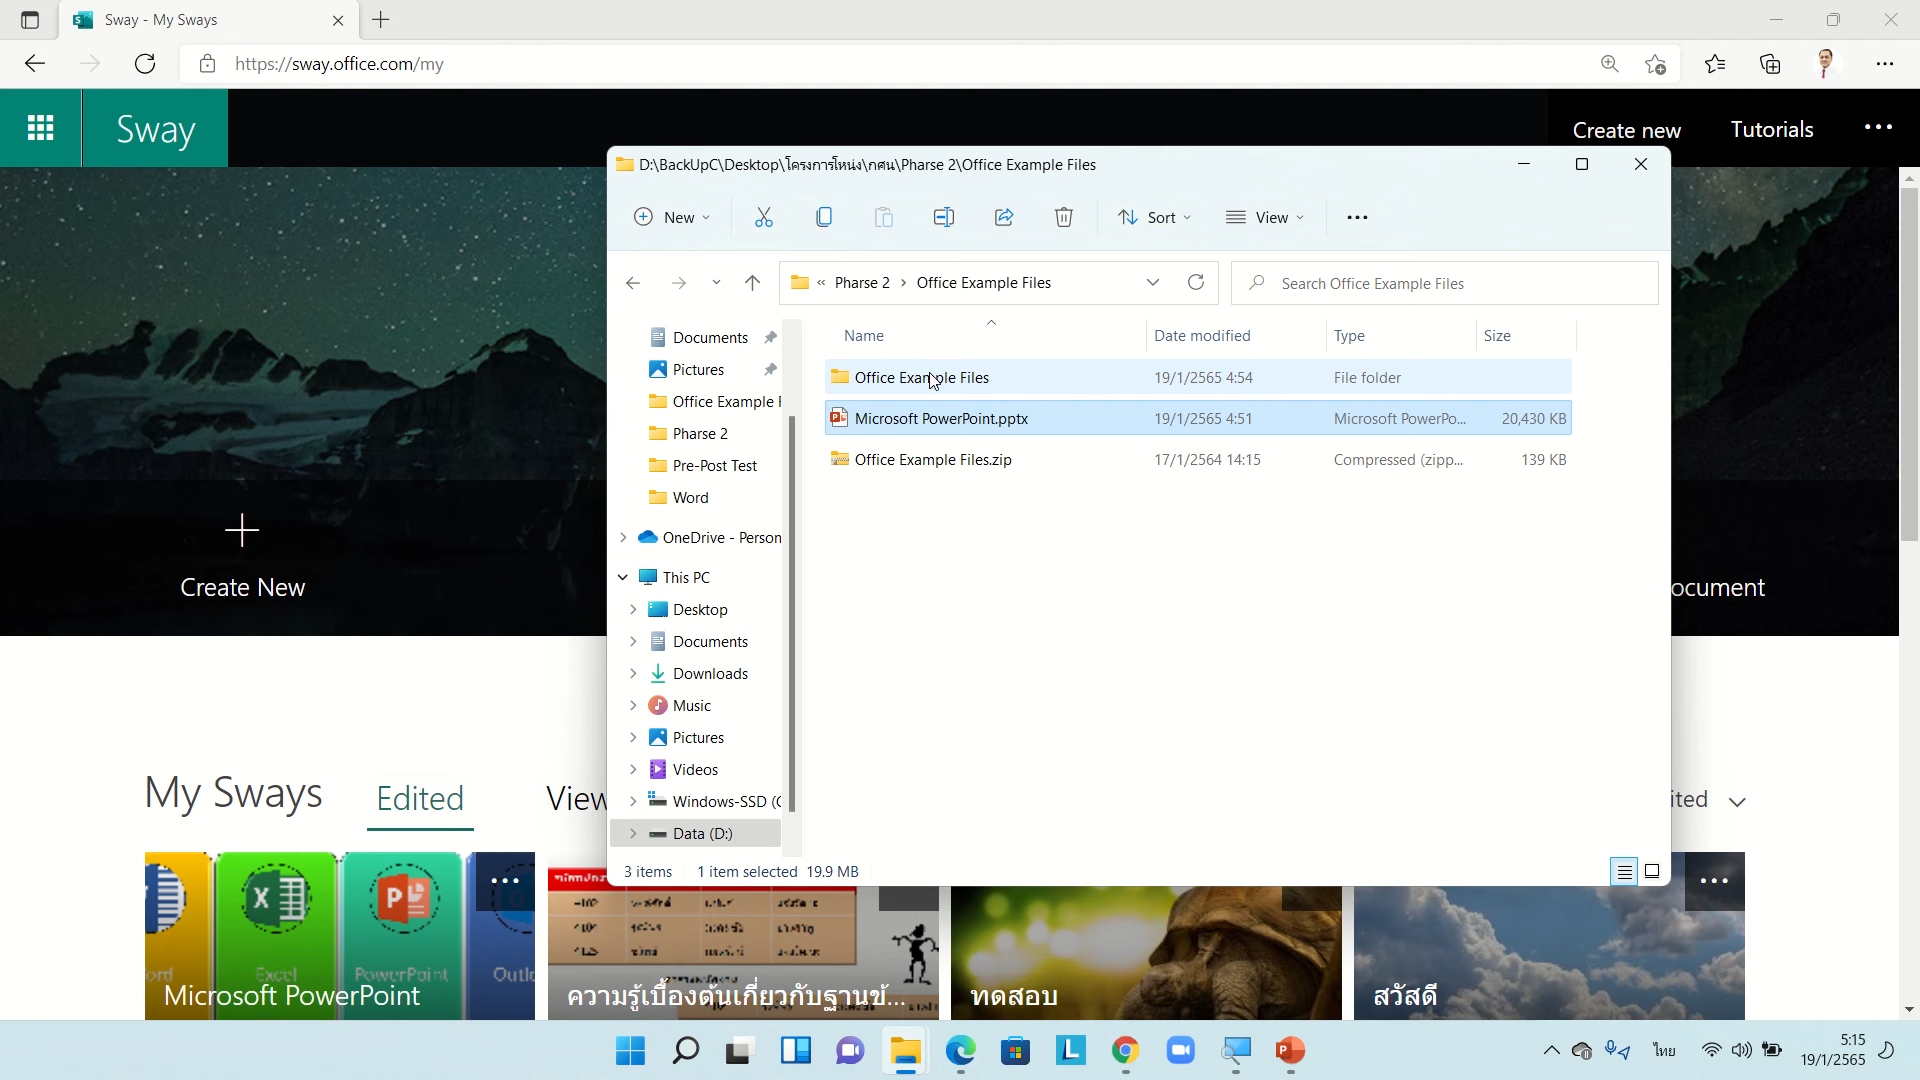 Sway - My Sways
https://sway.office.com/my
Sway
Create new
Tutorials
D:\BackUpC\Desktop\โครงการโหน่ง\กศน\Pharse 2\Office Example Files
New
Sort
View
Pharse 2 > Office Example Files
Search Office Example Files
Name
Date modified
Type
Size
Documents
Pictures
Office Example F
Pharse 2
Pre-Post Test
Word
OneDrive - Person
This PC
Desktop
Documents
Downloads
Music
Pictures
Videos
Windows-SSD (C
Data (D:)
Office Example Files 19/1/2565 4:54 File folder
Microsoft PowerPoint.pptx 19/1/2565 4:51 Microsoft PowerPo... 20,430 KB
Office Example Files.zip 17/1/2564 14:15 Compressed (zipp... 139 KB
3 items 1 item selected 19.9 MB
Create New
ocument
My Sways
Edited
View
ited
ord
Excel
PowerPoint
Outlo
Microsoft PowerPoint
ความรู้เบื้องต้นเกี่ยวกับฐานข้...
ทดสอบ
สวัสดี
ไทย
5:15
19/1/2565